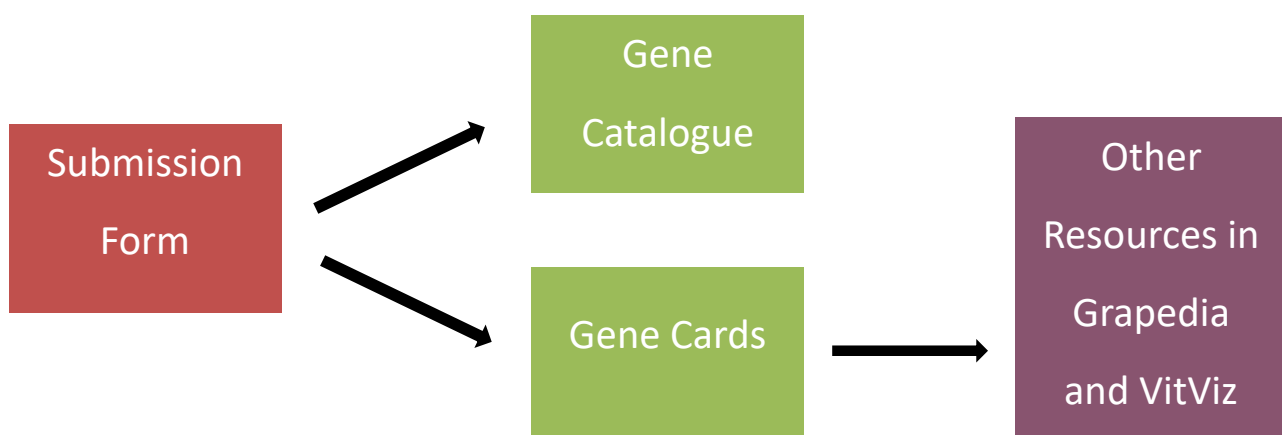 Submission
Form
Gene
Catalogue
Gene Cards
Other
Resources in
Grapedia
and VitViz